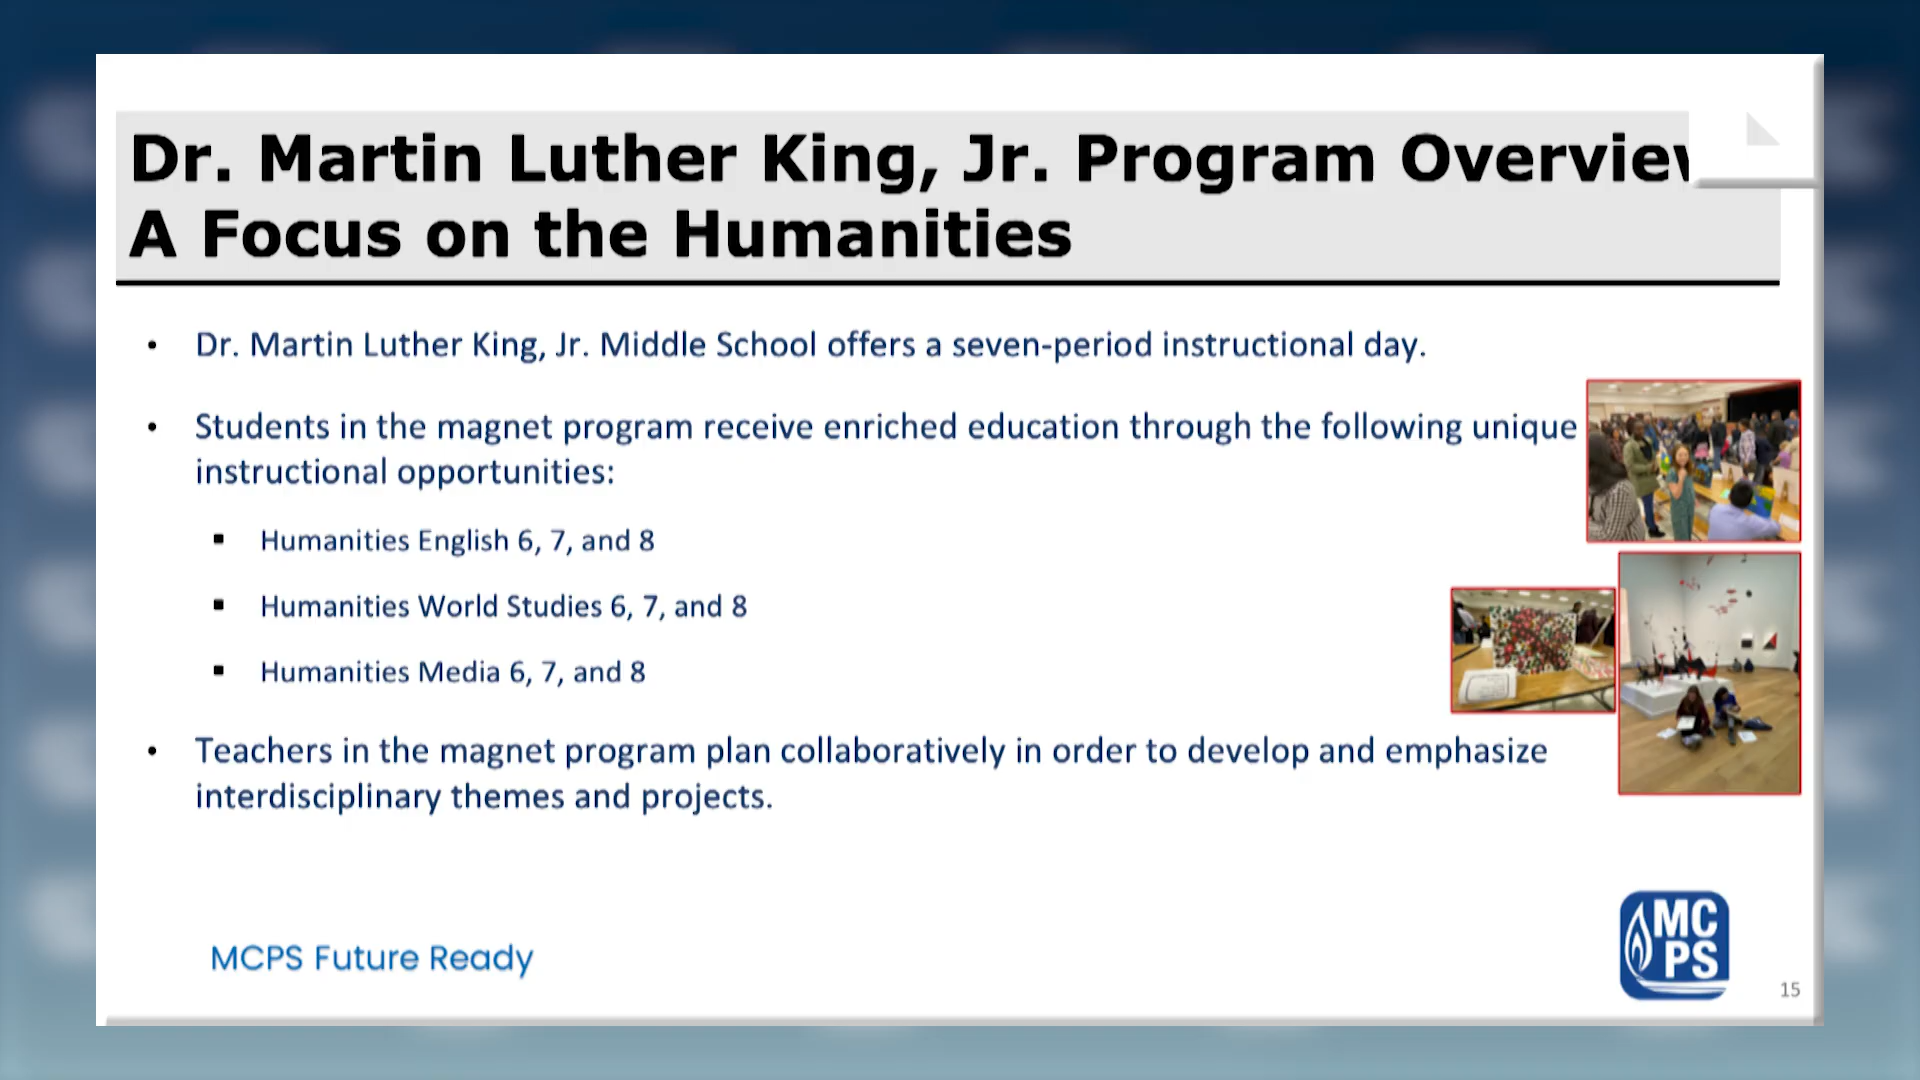 Dr. Martin Luther King, Jr. Program Overview
A Focus on the Humanities
• Dr. Martin Luther King, Jr. Middle School offers a seven-period instructional day.
• Students in the magnet program receive enriched education through the following unique
instructional opportunities:
▪ Humanities English 6, 7, and 8
▪ Humanities World Studies 6, 7, and 8
▪ Humanities Media 6, 7, and 8
• Teachers in the magnet program plan collaboratively in order to develop and emphasize
interdisciplinary themes and projects.
MCPS Future Ready
MC
PS
15